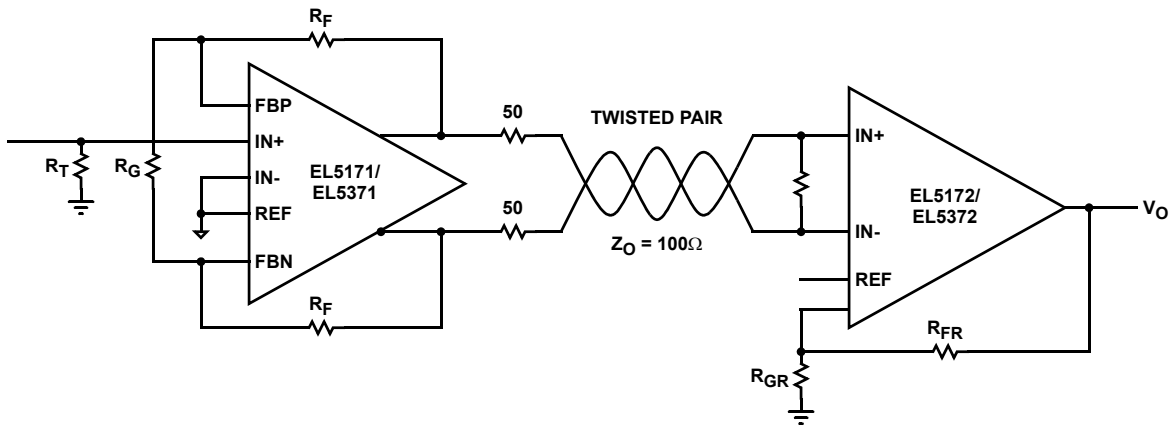 RF
50
TWISTED PAIR
FBP
IN+
IN+
RT
RG
EL5171/
EL5371
IN-
EL5172/
EL5372
VO
REF
50
IN-
FBN
ZO = 100Ω
REF
RF
RFR
RGR